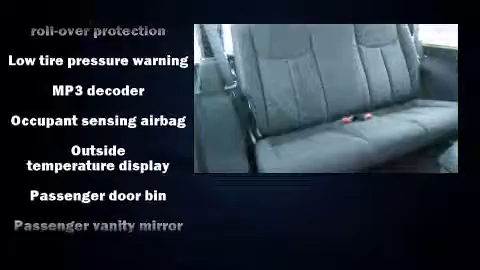 roll-over protection
Low tire pressure warning
MP3 decoder
Occupant sensing airbag
Outside
temperature display
Passenger door bin
Passenger vanity mirror